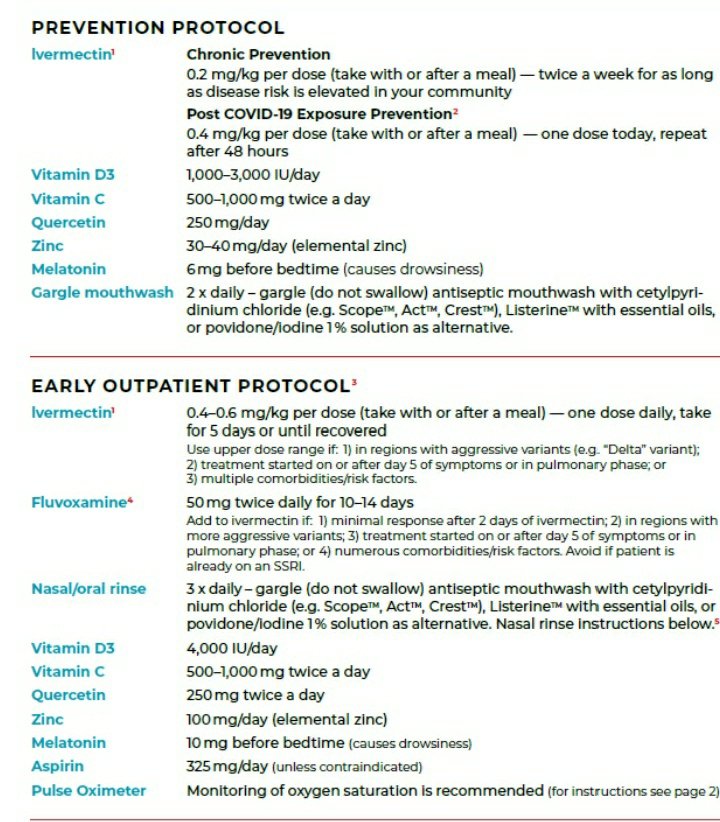 PREVENTION PROTOCOL
Ivermectin¹ Chronic Prevention
0.2 mg/kg per dose (take with or after a meal) — twice a week for as long
as disease risk is elevated in your community
Post COVID-19 Exposure Prevention²
0.4 mg/kg per dose (take with or after a meal) — one dose today, repeat
after 48 hours
Vitamin D3 1,000–3,000 IU/day
Vitamin C 500–1,000 mg twice a day
Quercetin 250 mg/day
Zinc 30–40 mg/day (elemental zinc)
Melatonin 6 mg before bedtime (causes drowsiness)
Gargle mouthwash 2 x daily – gargle (do not swallow) antiseptic mouthwash with cetylpyri-
dinium chloride (e.g. Scope™, Act™, Crest™), Listerine™ with essential oils,
or povidone/iodine 1 % solution as alternative.
EARLY OUTPATIENT PROTOCOL³
Ivermectin¹ 0.4–0.6 mg/kg per dose (take with or after a meal) — one dose daily, take
for 5 days or until recovered
Use upper dose range if: 1) in regions with aggressive variants (e.g. "Delta" variant);
2) treatment started on or after day 5 of symptoms or in pulmonary phase; or
3) multiple comorbidities/risk factors.
Fluvoxamine⁴ 50 mg twice daily for 10–14 days
Add to ivermectin if: 1) minimal response after 2 days of ivermectin; 2) in regions with
more aggressive variants; 3) treatment started on or after day 5 of symptoms or in
pulmonary phase; or 4) numerous comorbidities/risk factors. Avoid if patient is
already on an SSRI.
Nasal/oral rinse 3 x daily – gargle (do not swallow) antiseptic mouthwash with cetylpyridi-
nium chloride (e.g. Scope™, Act™, Crest™), Listerine™ with essential oils, or
povidone/iodine 1 % solution as alternative. Nasal rinse instructions below.⁵
Vitamin D3 4,000 IU/day
Vitamin C 500–1,000 mg twice a day
Quercetin 250 mg twice a day
Zinc 100 mg/day (elemental zinc)
Melatonin 10 mg before bedtime (causes drowsiness)
Aspirin 325 mg/day (unless contraindicated)
Pulse Oximeter Monitoring of oxygen saturation is recommended (for instructions see page 2)